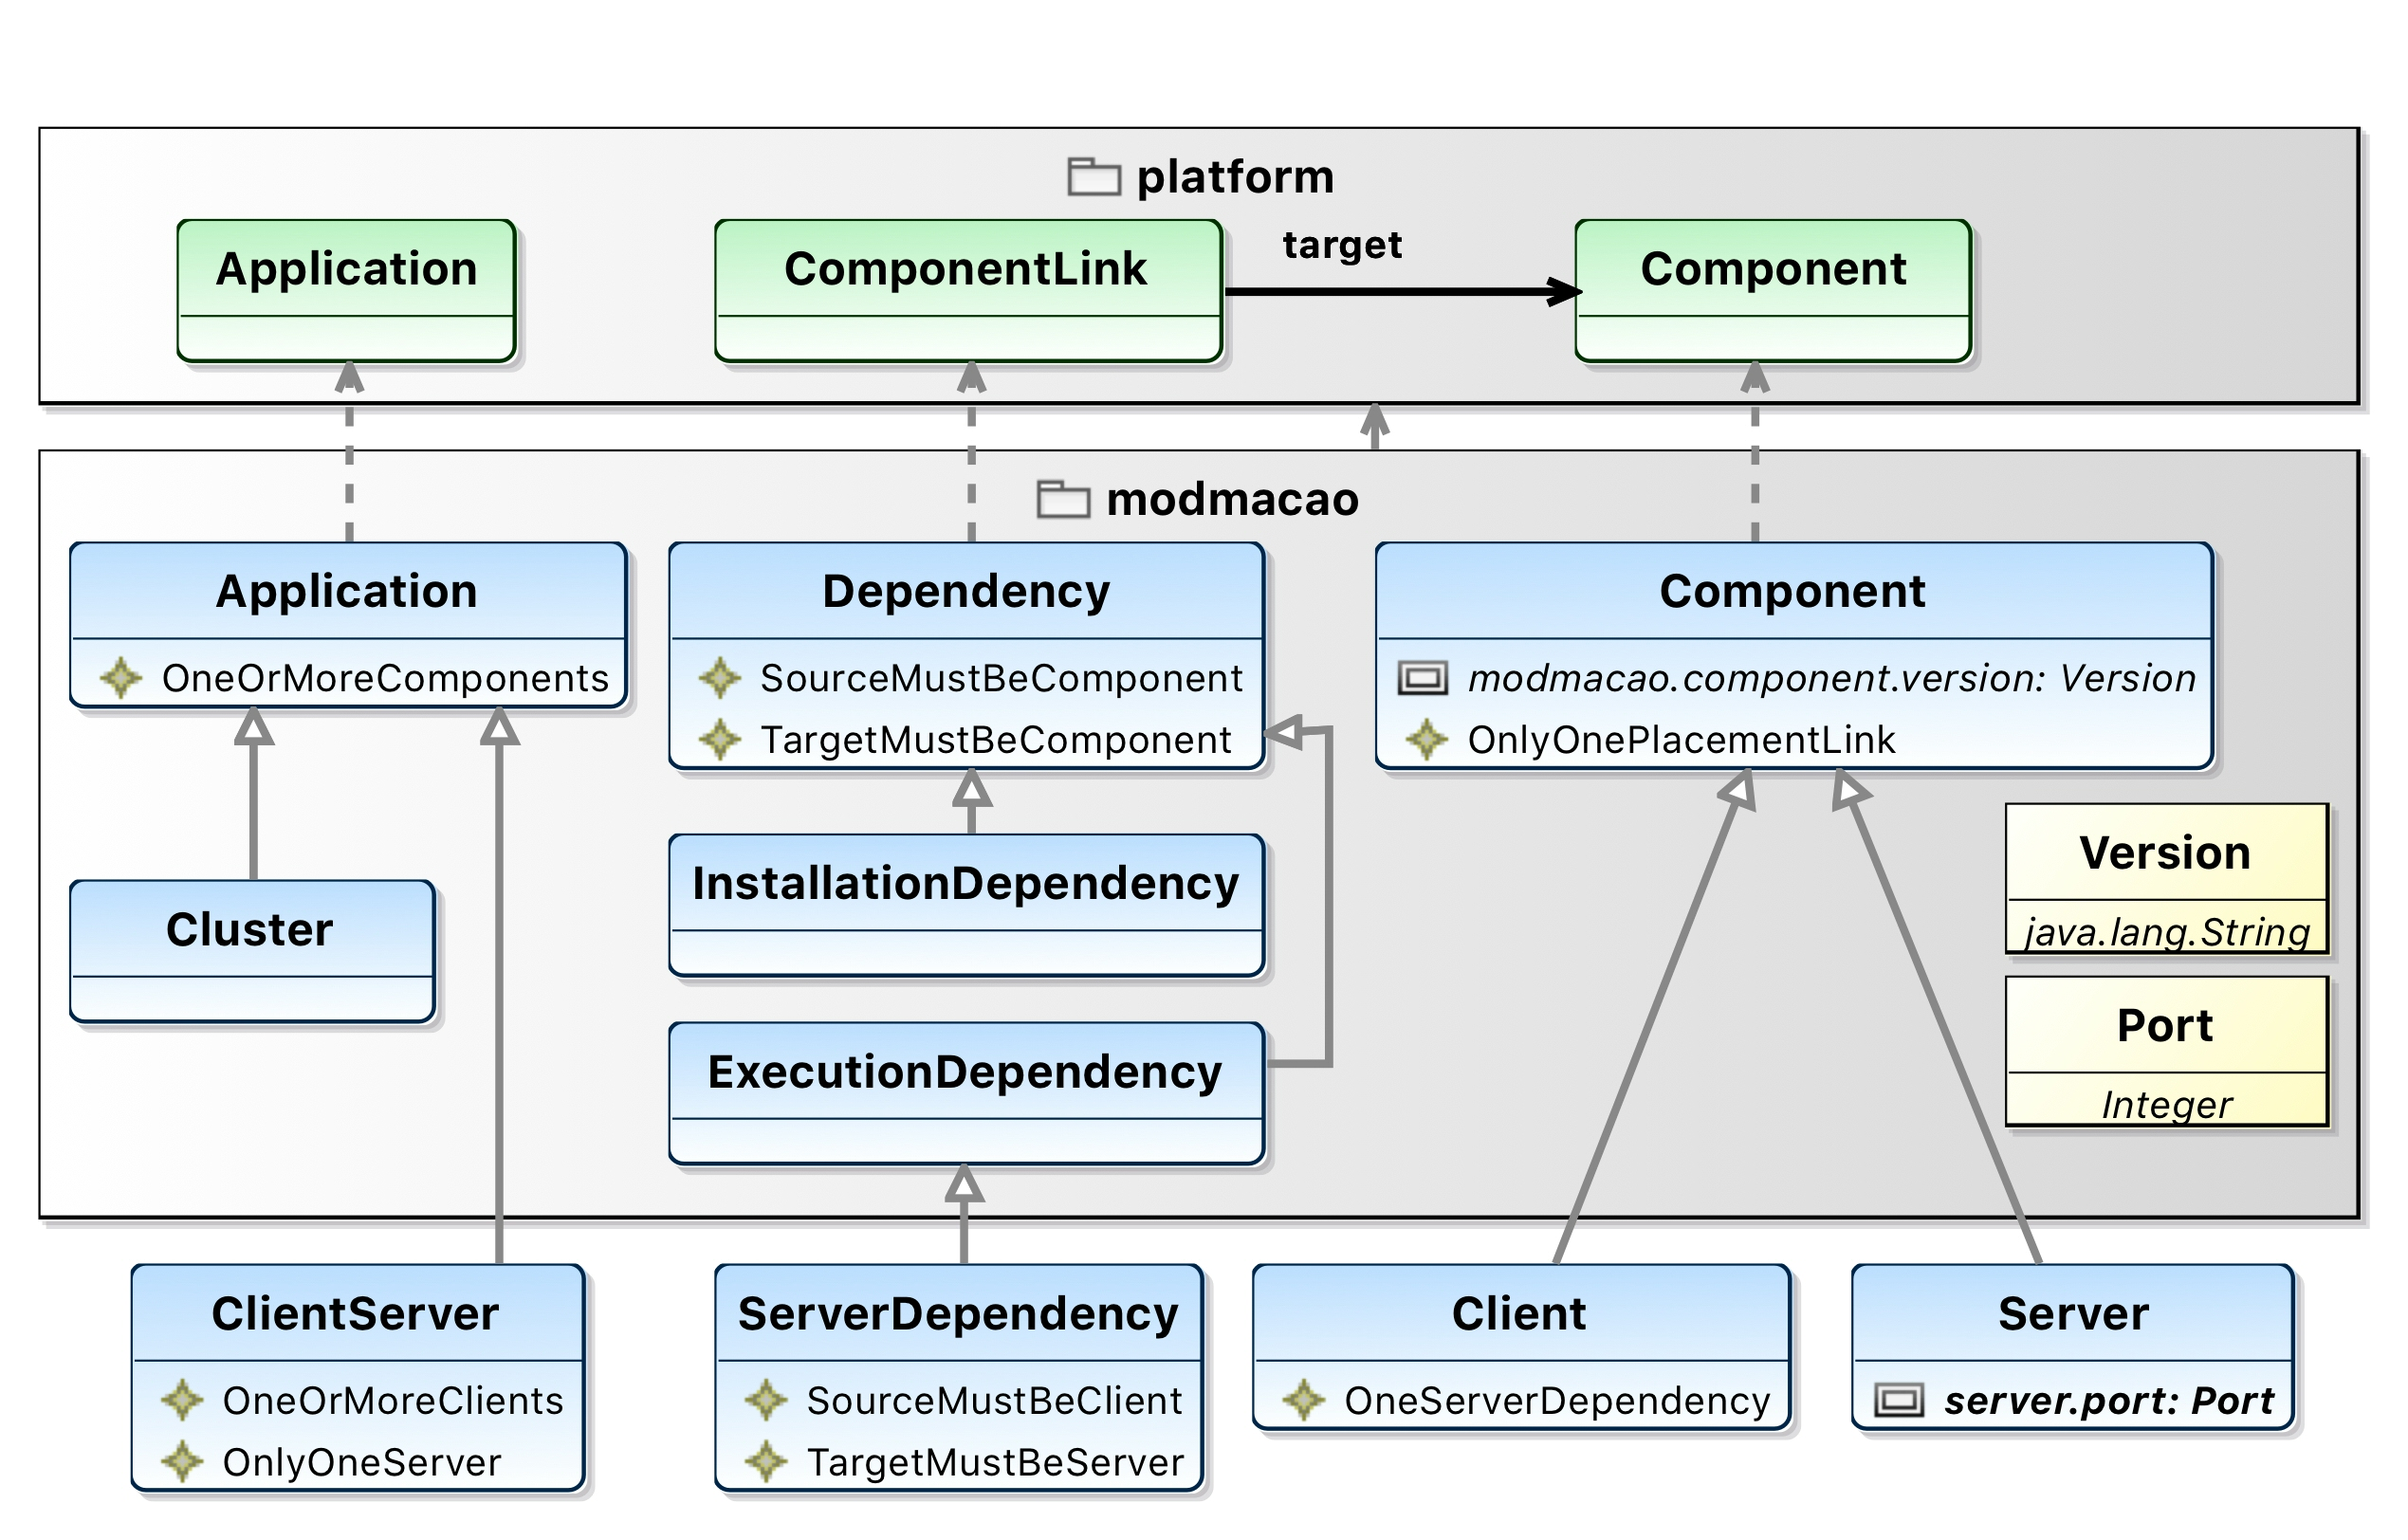 platform
Application
ComponentLink
target
Component
modmacao
Application
OneOrMoreComponents
Dependency
SourceMustBeComponent
TargetMustBeComponent
Component
modmacao.component.version: Version
OnlyOnePlacementLink
Cluster
InstallationDependency
ExecutionDependency
Version
java.lang.String
Port
Integer
ClientServer
OneOrMoreClients
OnlyOneServer
ServerDependency
SourceMustBeClient
TargetMustBeServer
Client
OneServerDependency
Server
server.port: Port